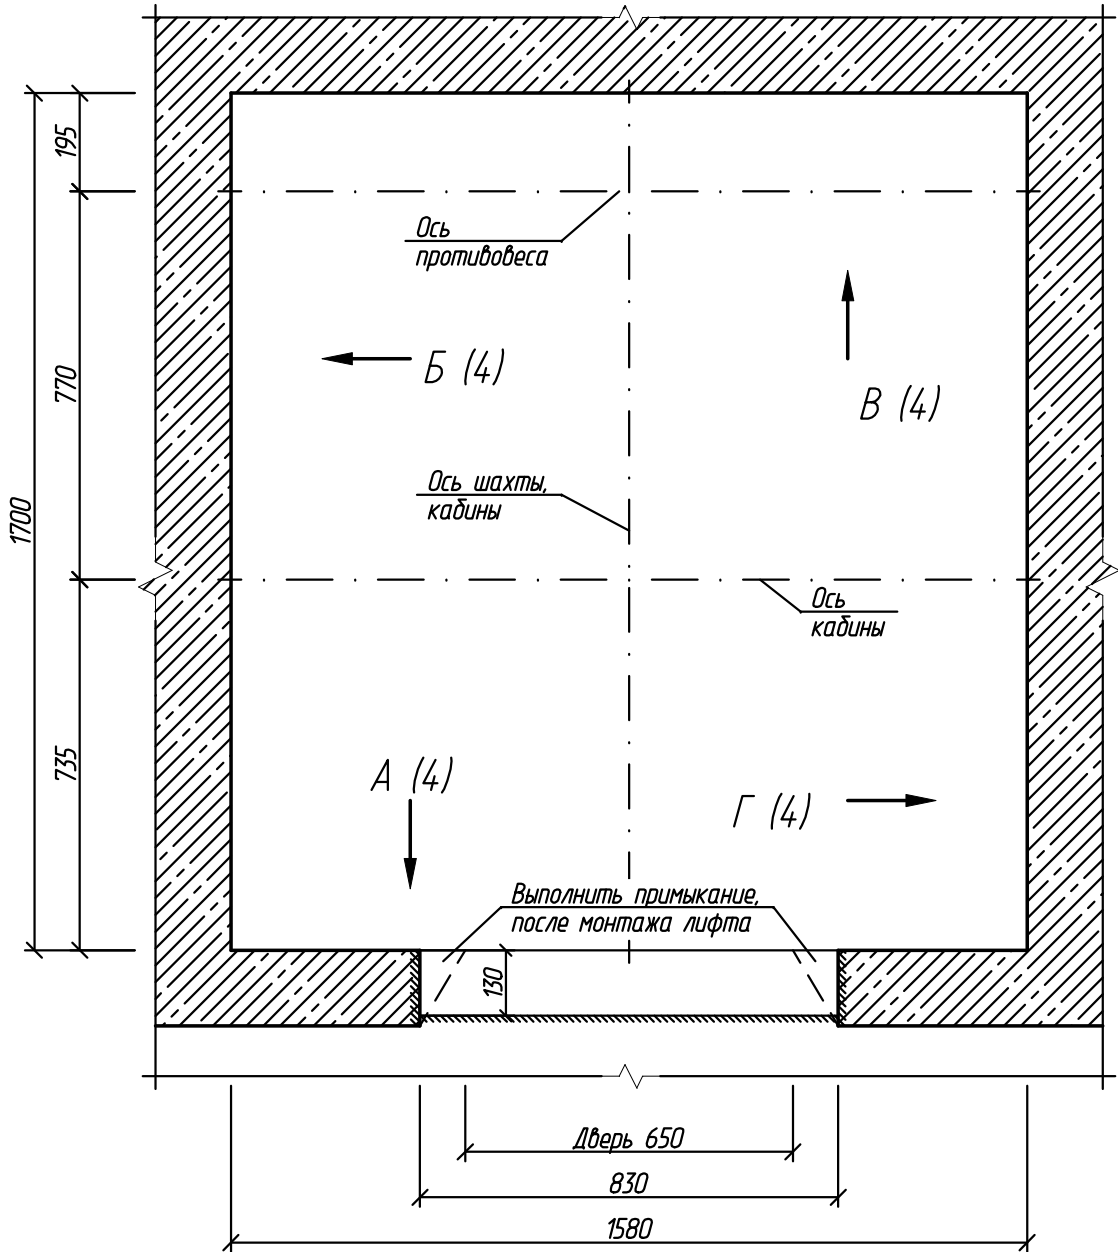 195
Ось
противовеса
770
Б (4)
В (4)
Ось шахты,
кабины
1700
Ось
кабины
735
А (4)
Г (4)
Выполнить примыкание,
после монтажа лифта
130
Дверь 650
830
1580